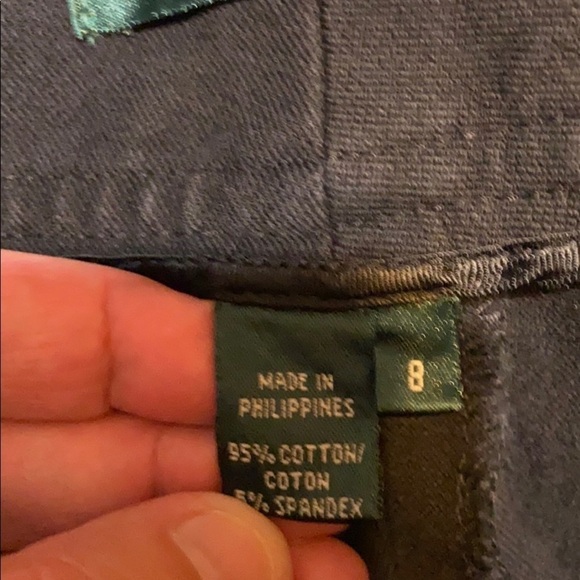 MADE IN
PHILIPPINES
95% COTTON/
COTON
5% SPANDEX
8